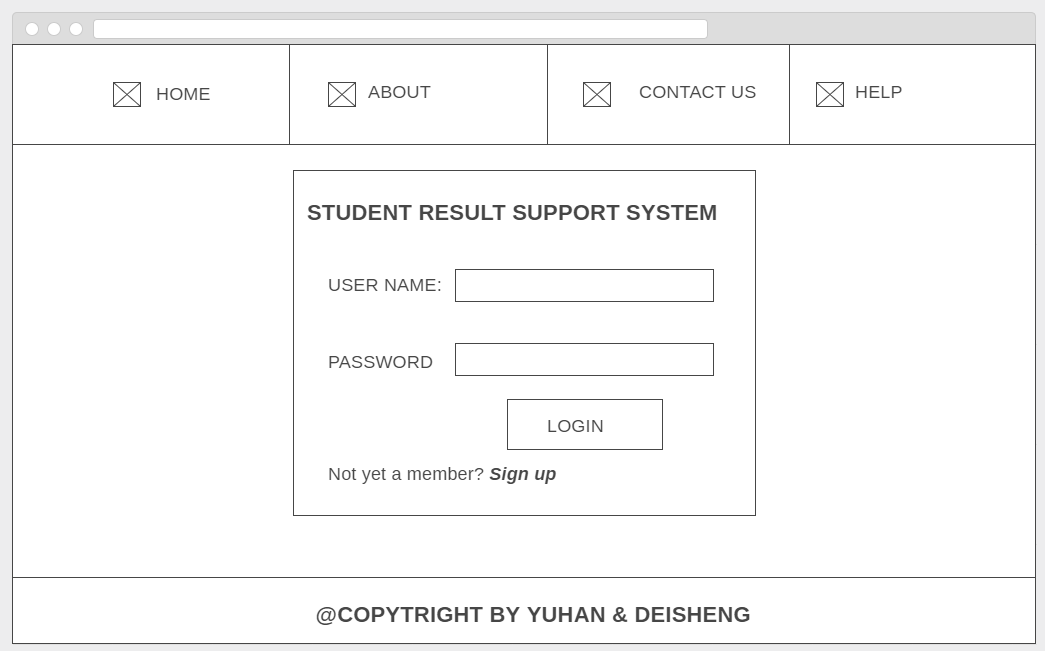 HOME
ABOUT
CONTACT US
HELP
STUDENT RESULT SUPPORT SYSTEM
USER NAME:
PASSWORD
LOGIN
Not yet a member? Sign up
@COPYTRIGHT BY YUHAN & DEISHENG